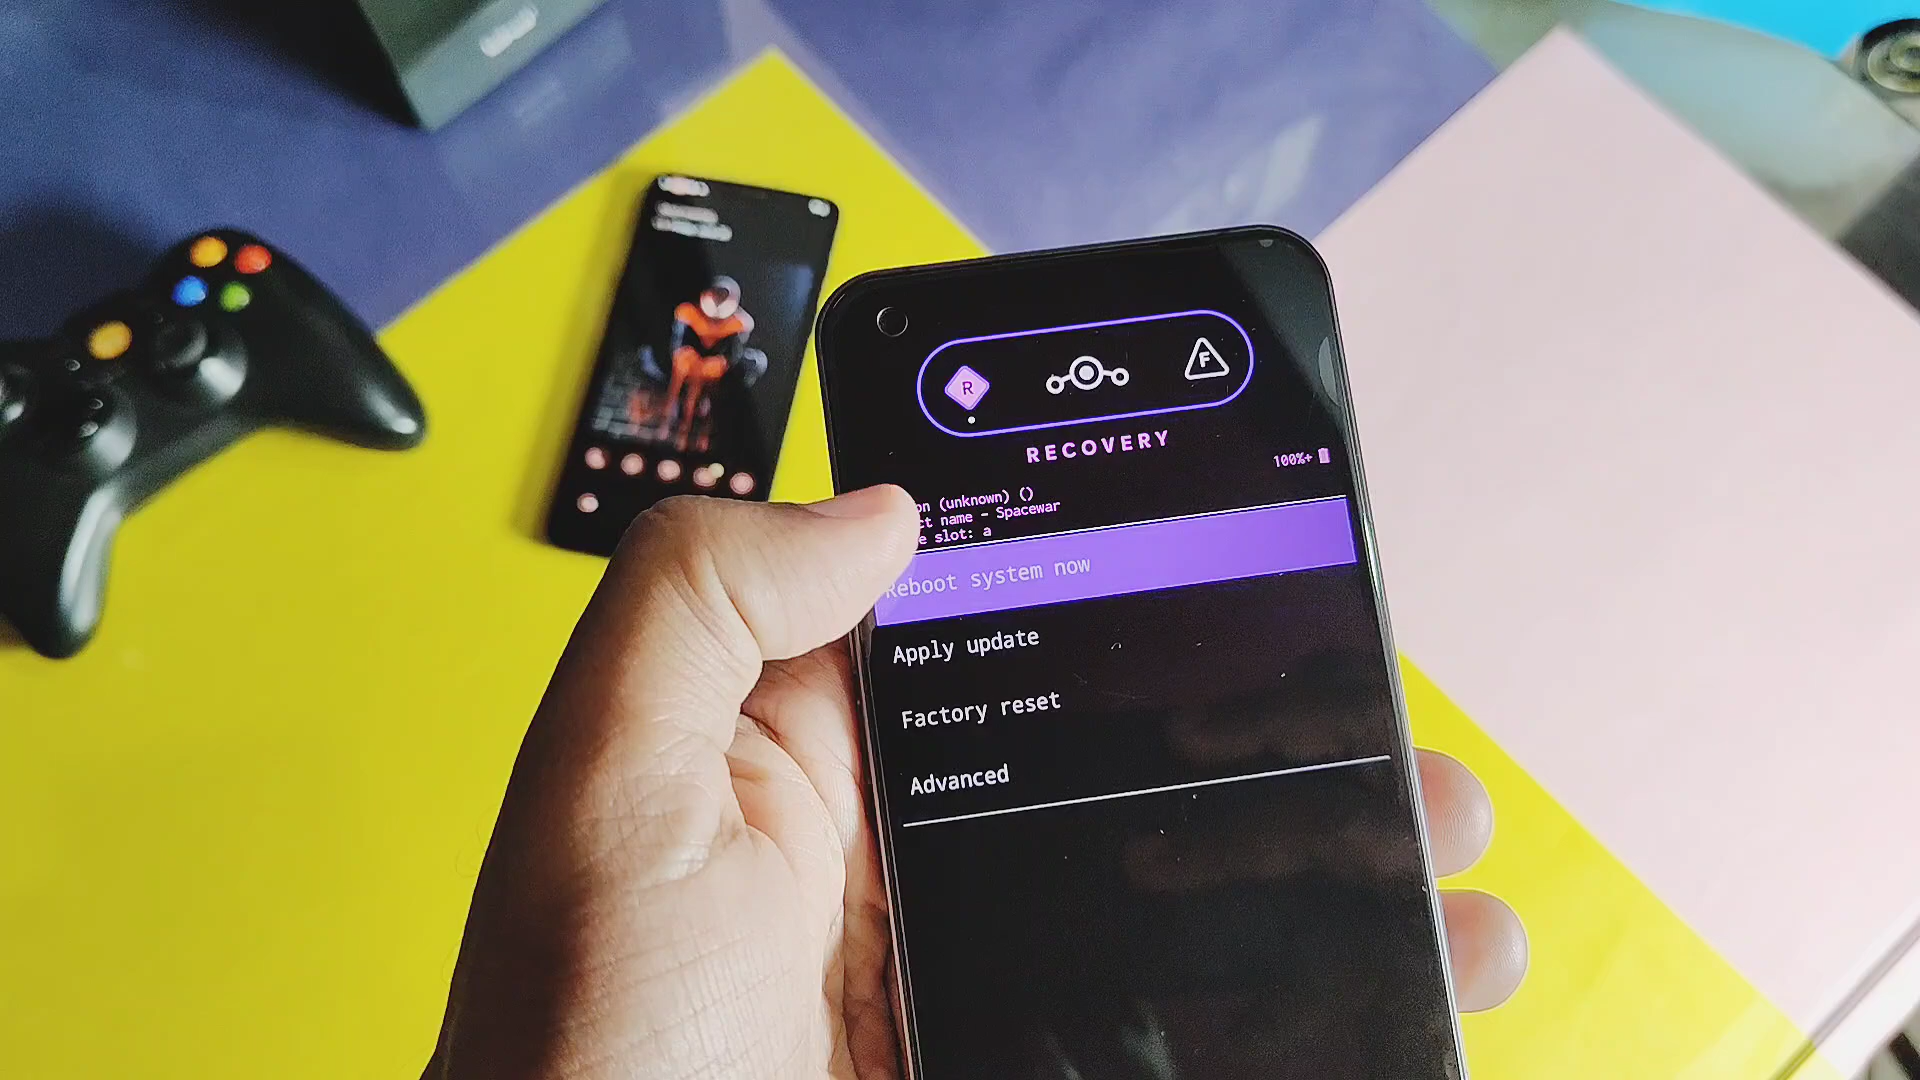 R
F
RECOVERY
100%+
on (unknown) ()
ct name - Spacewar
e slot: a
Reboot system now
Apply update
Factory reset
Advanced